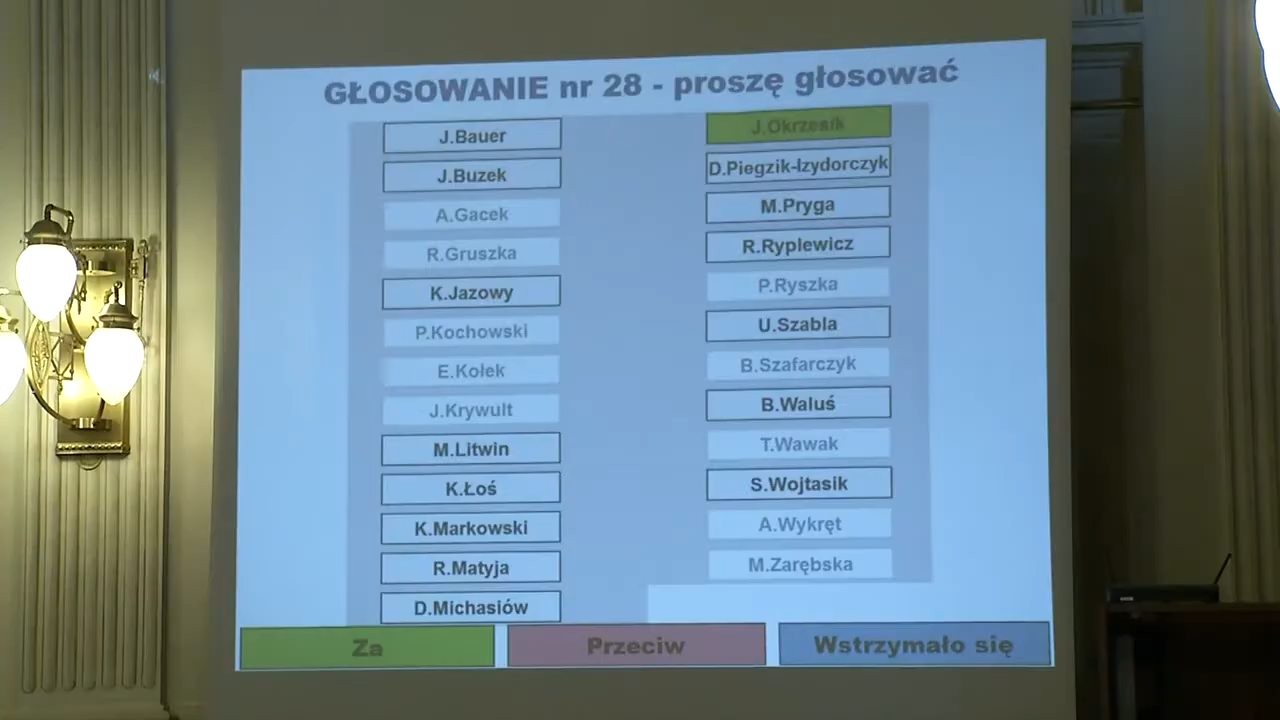 GŁOSOWANIE nr 28 - proszę głosować
J.Bauer
J.Buzek
A.Gacek
R.Gruszka
K.Jazowy
P.Kochowski
E.Kołek
J.Krywult
M.Litwin
K.Łoś
K.Markowski
R.Matyja
D.Michasiów
J.Okrzesik
D.Piegzik-Izydorczyk
M.Pryga
R.Ryplewicz
P.Ryszka
U.Szabla
B.Szafarczyk
B.Waluś
T.Wawak
S.Wojtasik
A.Wykręt
M.Zarębska
Za
Przeciw
Wstrzymało się